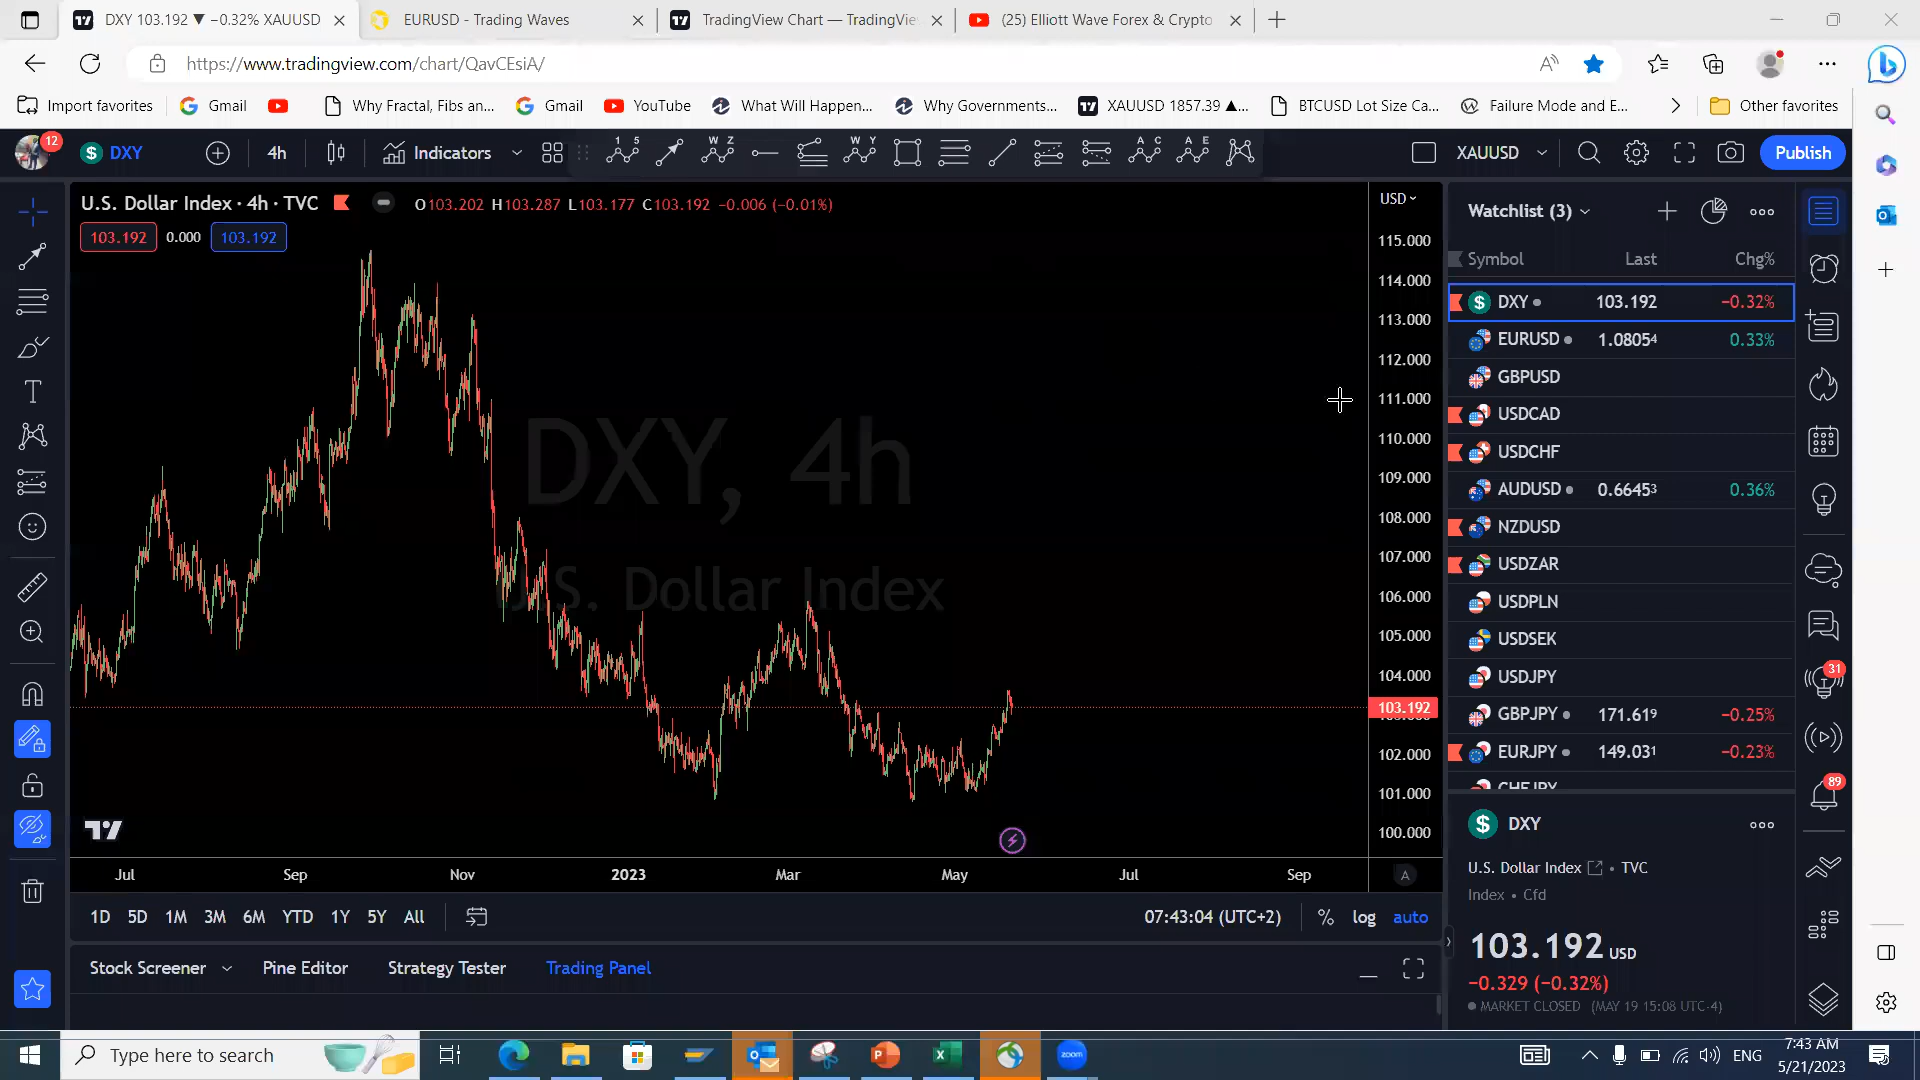 DXY 103.192 ▼ −0.32% XAUUSD
EURUSD - Trading Waves
TradingView Chart — TradingVie
(25) Elliott Wave Forex & Crypto
https://www.tradingview.com/chart/QavCEsiA/
Import favorites
Gmail
Why Fractal, Fibs an...
Gmail
YouTube
What Will Happen...
Why Governments...
XAUUSD 1857.39 ▲...
BTCUSD Lot Size Ca...
Failure Mode and E...
Other favorites
12
DXY
4h
Indicators
XAUUSD
Publish
U.S. Dollar Index · 4h · TVC
O103.202 H103.287 L103.177 C103.192 −0.006 (−0.01%)
103.192 0.000 103.192
DXY, 4h
U.S. Dollar Index
USD
115.000
114.000
113.000
112.000
111.000
110.000
109.000
108.000
107.000
106.000
105.000
104.000
103.192
102.000
101.000
100.000
Jul Sep Nov 2023 Mar May Jul Sep
A
1D 5D 1M 3M 6M YTD 1Y 5Y All
07:43:04 (UTC+2) % log auto
Stock Screener Pine Editor Strategy Tester Trading Panel
Watchlist (3)
Symbol Last Chg%
DXY 103.192 −0.32%
EURUSD 1.08054 0.33%
GBPUSD
USDCAD
USDCHF
AUDUSD 0.66453 0.36%
NZDUSD
USDZAR
USDPLN
USDSEK
USDJPY
GBPJPY 171.619 −0.25%
EURJPY 149.031 −0.23%
CHFJPY
DXY
U.S. Dollar Index • TVC
Index • Cfd
103.192 USD
−0.329 (−0.32%)
MARKET CLOSED (MAY 19 15:08 UTC-4)
31
89
Type here to search
zoom
ENG
7:43 AM
5/21/2023